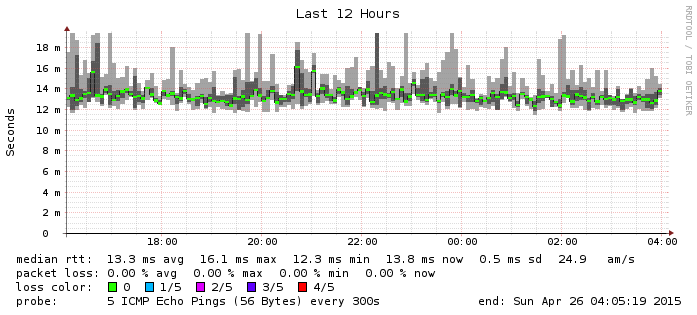 Last 12 Hours
RRDTOOL / TOBI OETIKER
Seconds
18 m
16 m
14 m
12 m
10 m
8 m
6 m
4 m
2 m
0
18:00 20:00 22:00 00:00 02:00 04:00
median rtt: 13.3 ms avg 16.1 ms max 12.3 ms min 13.8 ms now 0.5 ms sd 24.9 am/s
packet loss: 0.00 % avg 0.00 % max 0.00 % min 0.00 % now
loss color: 0 1/5 2/5 3/5 4/5
probe: 5 ICMP Echo Pings (56 Bytes) every 300s end: Sun Apr 26 04:05:19 2015